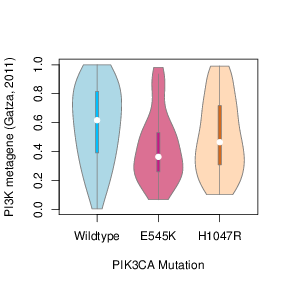 PI3K metagene (Gatza, 2011)
1.0
0.8
0.6
0.4
0.2
0.0
Wildtype E545K H1047R
PIK3CA Mutation